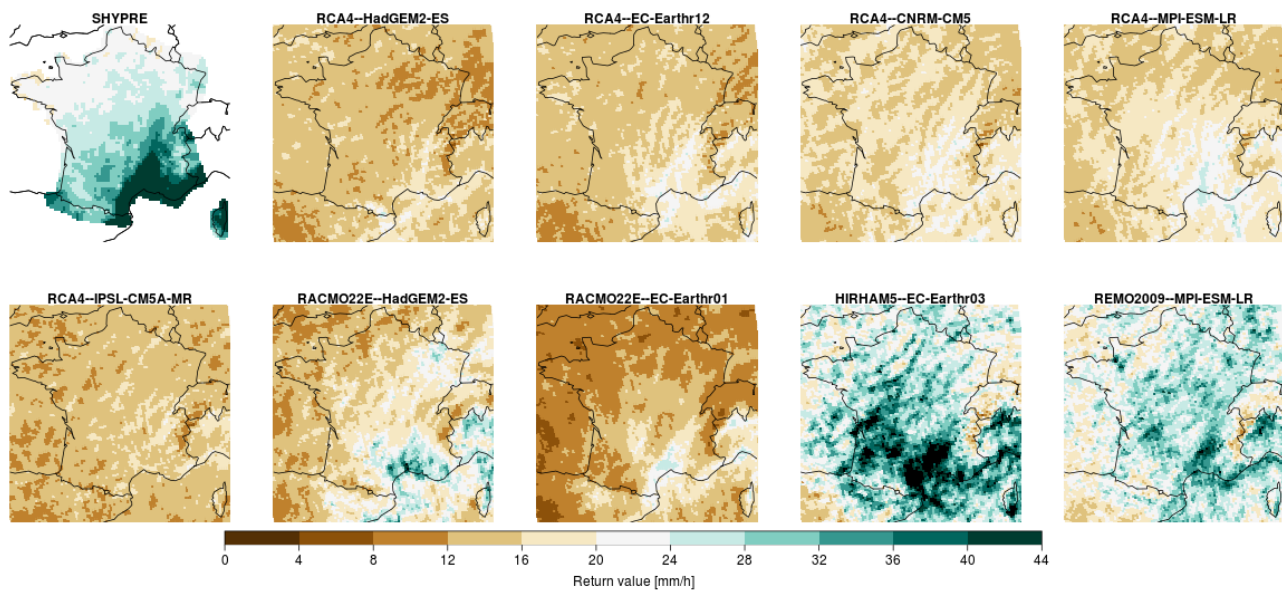 SHYPRE
RCA4--HadGEM2-ES
RCA4--EC-Earthr12
RCA4--CNRM-CM5
RCA4--MPI-ESM-LR
RCA4--IPSL-CM5A-MR
RACMO22E--HadGEM2-ES
RACMO22E--EC-Earthr01
HIRHAM5--EC-Earthr03
REMO2009--MPI-ESM-LR
0 4 8 12 16 20 24 28 32 36 40 44
Return value [mm/h]